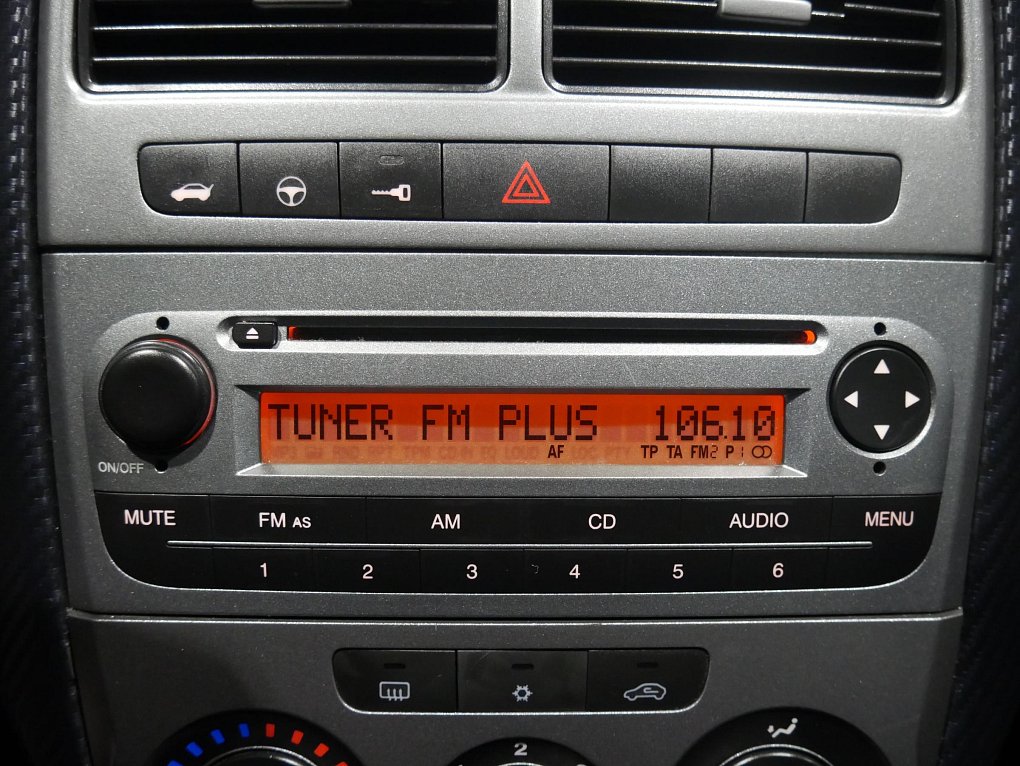 TUNER FM PLUS 106.10
AF TP TA FM2 P1
ON/OFF
MUTE FM AS AM CD AUDIO MENU
1 2 3 4 5 6
2